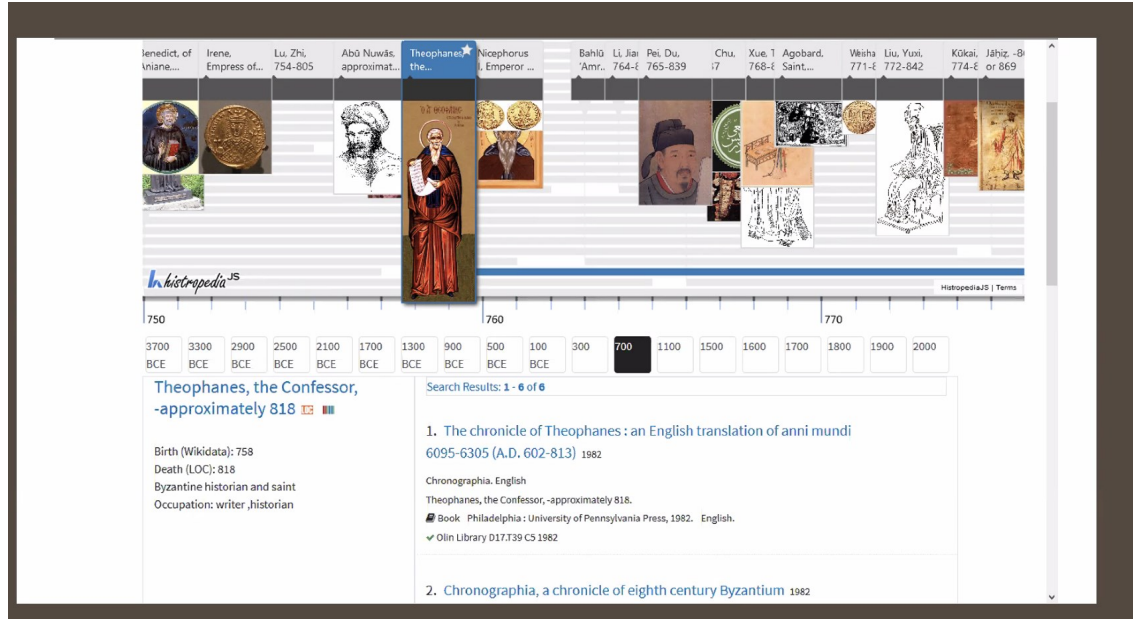 Benedict, of
Aniane,...
Irene,
Empress of...
Lu, Zhi,
754-805
Abū Nuwās,
approximat...
Theophanes,
the...
Nicephorus
I, Emperor ...
Bahlū
'Amr..
Li, Jia
764-8
Pei, Du,
765-839
Chu,
Xue, T
768-8
Agobard,
Saint,...
Weisha
771-8
Liu, Yuxi,
772-842
Kūkai,
774-8
Jāḥiẓ, -8
or 869
histropedia JS
HistropediaJS | Terms
750 760 770
3700 3300 2900 2500 2100 1700 1300 900 500 100 300 700 1100 1500 1600 1700 1800 1900 2000
BCE BCE BCE BCE BCE BCE BCE BCE BCE BCE
Theophanes, the Confessor,
-approximately 818
Birth (Wikidata): 758
Death (LOC): 818
Byzantine historian and saint
Occupation: writer ,historian
Search Results: 1 - 6 of 6
1. The chronicle of Theophanes : an English translation of anni mundi
6095-6305 (A.D. 602-813) 1982
Chronographia. English
Theophanes, the Confessor, -approximately 818.
Book Philadelphia : University of Pennsylvania Press, 1982. English.
Olin Library D17.T39 C5 1982
2. Chronographia, a chronicle of eighth century Byzantium 1982